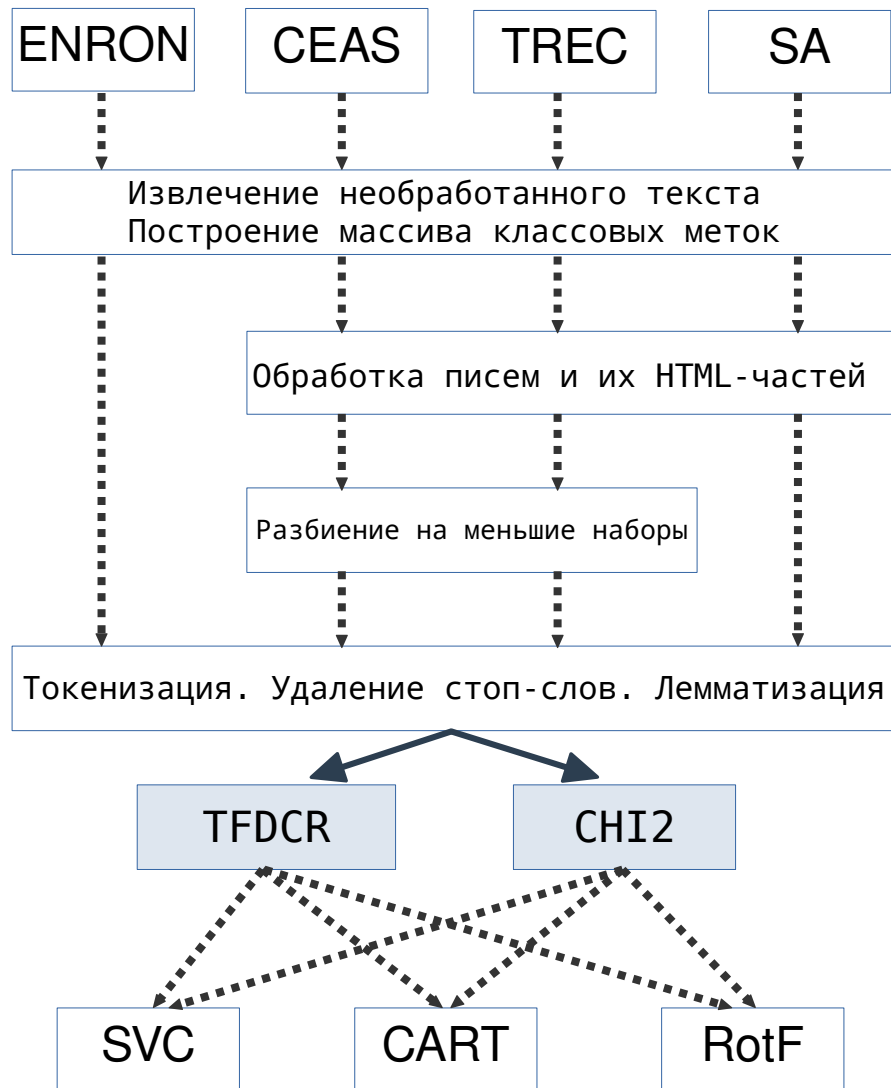 ENRON
CEAS
TREC
SA
Извлечение необработанного текста
Построение массива классовых меток
Обработка писем и их HTML-частей
Разбиение на меньшие наборы
Токенизация. Удаление стоп-слов. Лемматизация
TFDCR
CHI2
SVC
CART
RotF